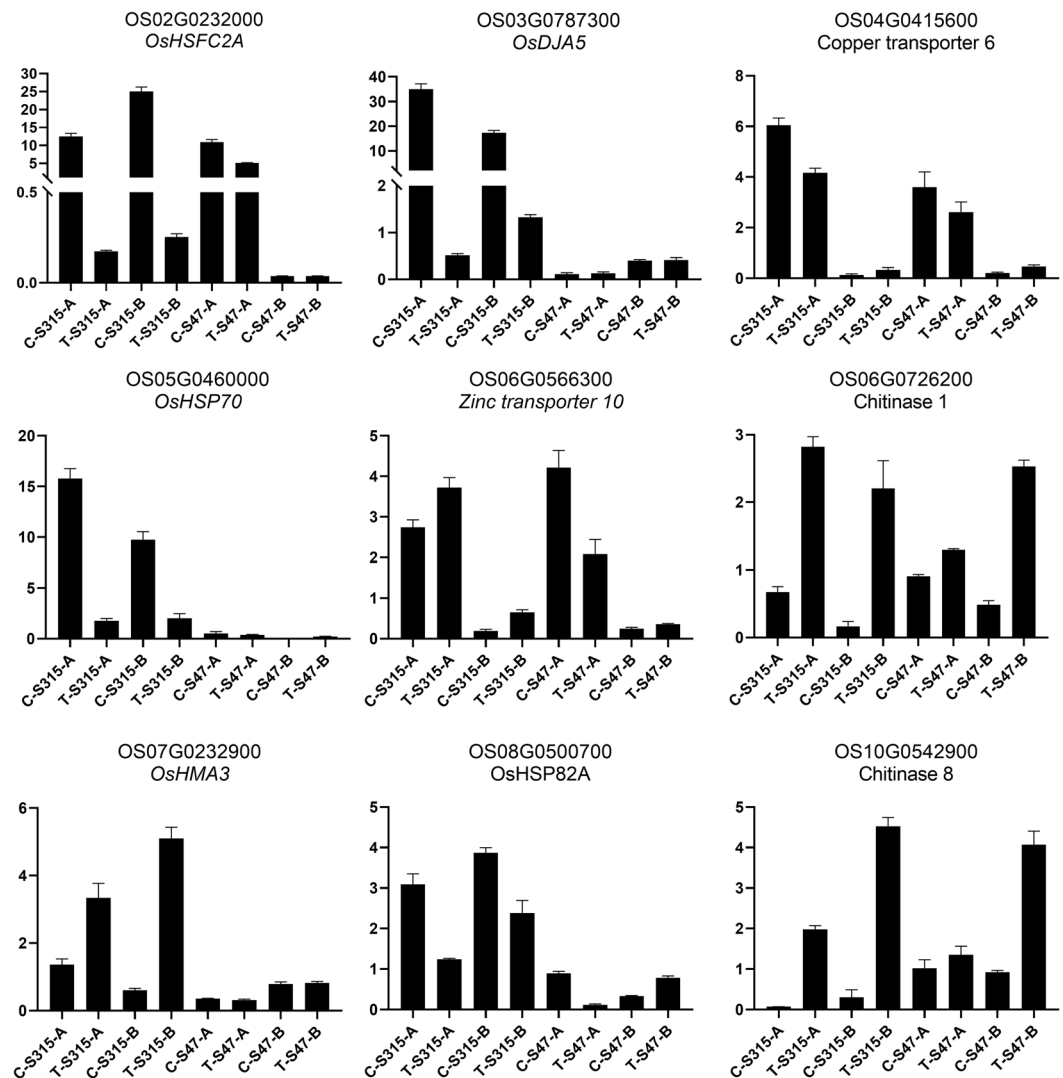 OS02G0232000
OsHSFC2A
30
25
20
15
10
5
0.5
0.0
C-S315-A
T-S315-A
C-S315-B
T-S315-B
C-S47-A
T-S47-A
C-S47-B
T-S47-B
OS03G0787300
OsDJA5
40
30
20
10
2
1
0
C-S315-A
T-S315-A
C-S315-B
T-S315-B
C-S47-A
T-S47-A
C-S47-B
T-S47-B
OS04G0415600
Copper transporter 6
8
6
4
2
0
C-S315-A
T-S315-A
C-S315-B
T-S315-B
C-S47-A
T-S47-A
C-S47-B
T-S47-B
OS05G0460000
OsHSP70
20
15
10
5
0
C-S315-A
T-S315-A
C-S315-B
T-S315-B
C-S47-A
T-S47-A
C-S47-B
T-S47-B
OS06G0566300
Zinc transporter 10
5
4
3
2
1
0
C-S315-A
T-S315-A
C-S315-B
T-S315-B
C-S47-A
T-S47-A
C-S47-B
T-S47-B
OS06G0726200
Chitinase 1
3
2
1
0
C-S315-A
T-S315-A
C-S315-B
T-S315-B
C-S47-A
T-S47-A
C-S47-B
T-S47-B
OS07G0232900
OsHMA3
6
4
2
0
C-S315-A
T-S315-A
C-S315-B
T-S315-B
C-S47-A
T-S47-A
C-S47-B
T-S47-B
OS08G0500700
OsHSP82A
5
4
3
2
1
0
C-S315-A
T-S315-A
C-S315-B
T-S315-B
C-S47-A
T-S47-A
C-S47-B
T-S47-B
OS10G0542900
Chitinase 8
5
4
3
2
1
0
C-S315-A
T-S315-A
C-S315-B
T-S315-B
C-S47-A
T-S47-A
C-S47-B
T-S47-B